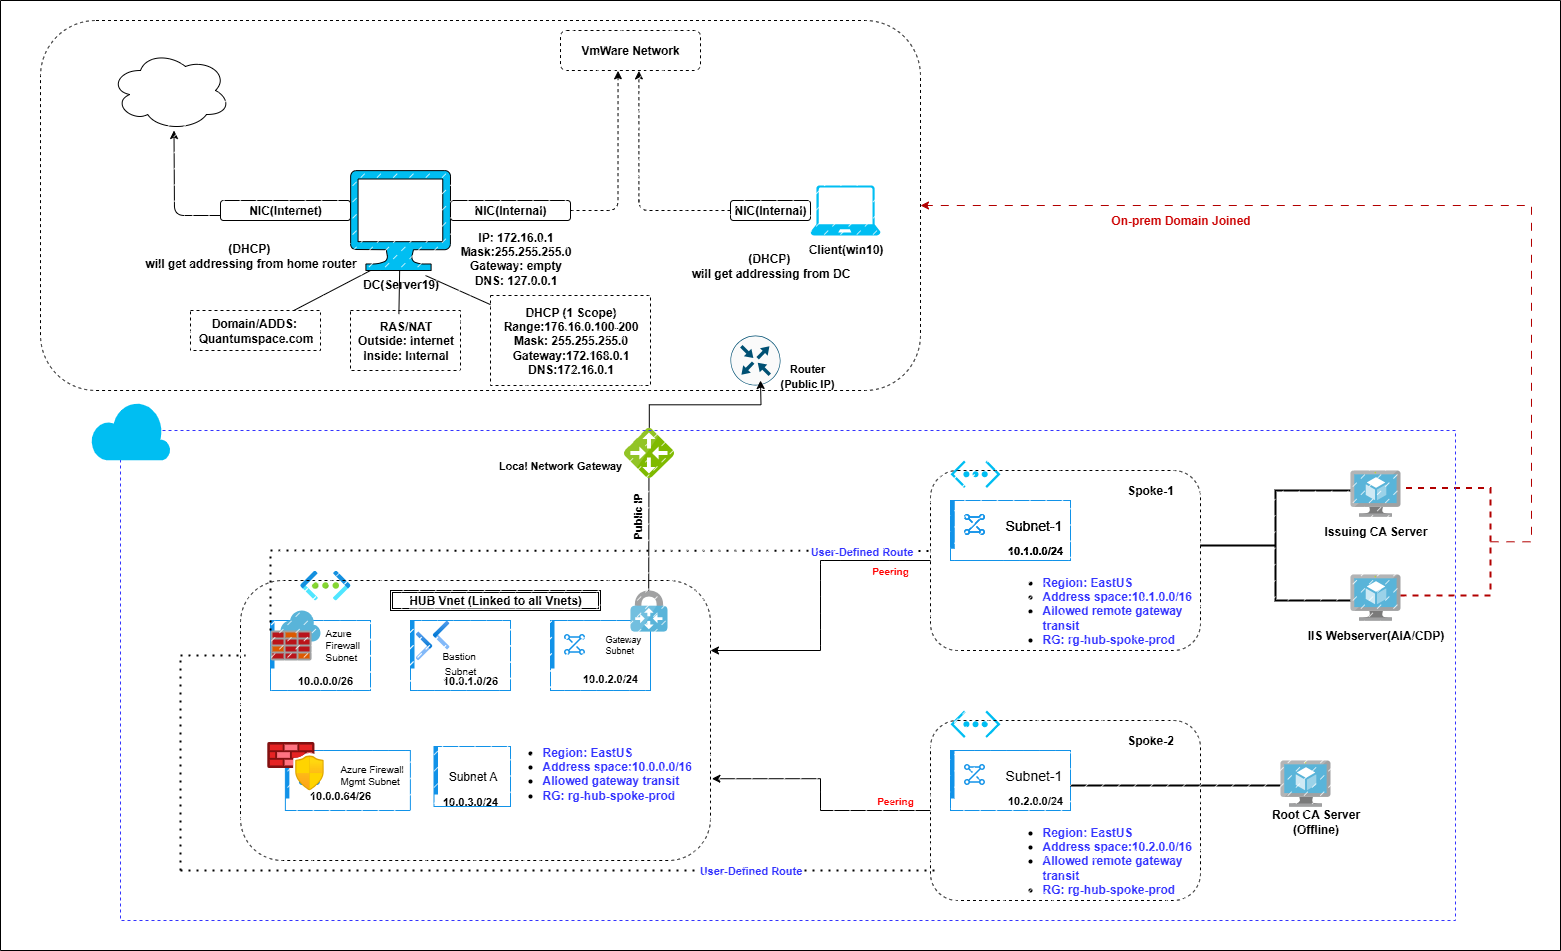 VmWare Network
NIC(Internet)
NIC(Internal)
NIC(Internal)
(DHCP)
will get addressing from home router
IP: 172.16.0.1
Mask:255.255.255.0
Gateway: empty
DNS: 127.0.0.1
DC(Server19)
Client(win10)
(DHCP)
will get addressing from DC
On-prem Domain Joined
Domain/ADDS:
Quantumspace.com
RAS/NAT
Outside: internet
Inside: Internal
DHCP (1 Scope)
Range:176.16.0.100-200
Mask: 255.255.255.0
Gateway:172.168.0.1
DNS:172.16.0.1
Router
(Public IP)
Local Network Gateway
Public IP
Spoke-1
Subnet-1
10.1.0.0/24
User-Defined Route
Peering
Region: EastUS
Address space:10.1.0.0/16
Allowed remote gateway
transit
RG: rg-hub-spoke-prod
Issuing CA Server
IIS Webserver(AIA/CDP)
HUB Vnet (Linked to all Vnets)
Azure
Firewall
Subnet
10.0.0.0/26
Bastion
Subnet
10.0.1.0/26
Gateway
Subnet
10.0.2.0/24
Azure Firewall
Mgmt Subnet
10.0.0.64/26
Subnet A
10.0.3.0/24
Region: EastUS
Address space:10.0.0.0/16
Allowed gateway transit
RG: rg-hub-spoke-prod
Spoke-2
Subnet-1
10.2.0.0/24
Peering
Region: EastUS
Address space:10.2.0.0/16
Allowed remote gateway
transit
RG: rg-hub-spoke-prod
User-Defined Route
Root CA Server
(Offline)